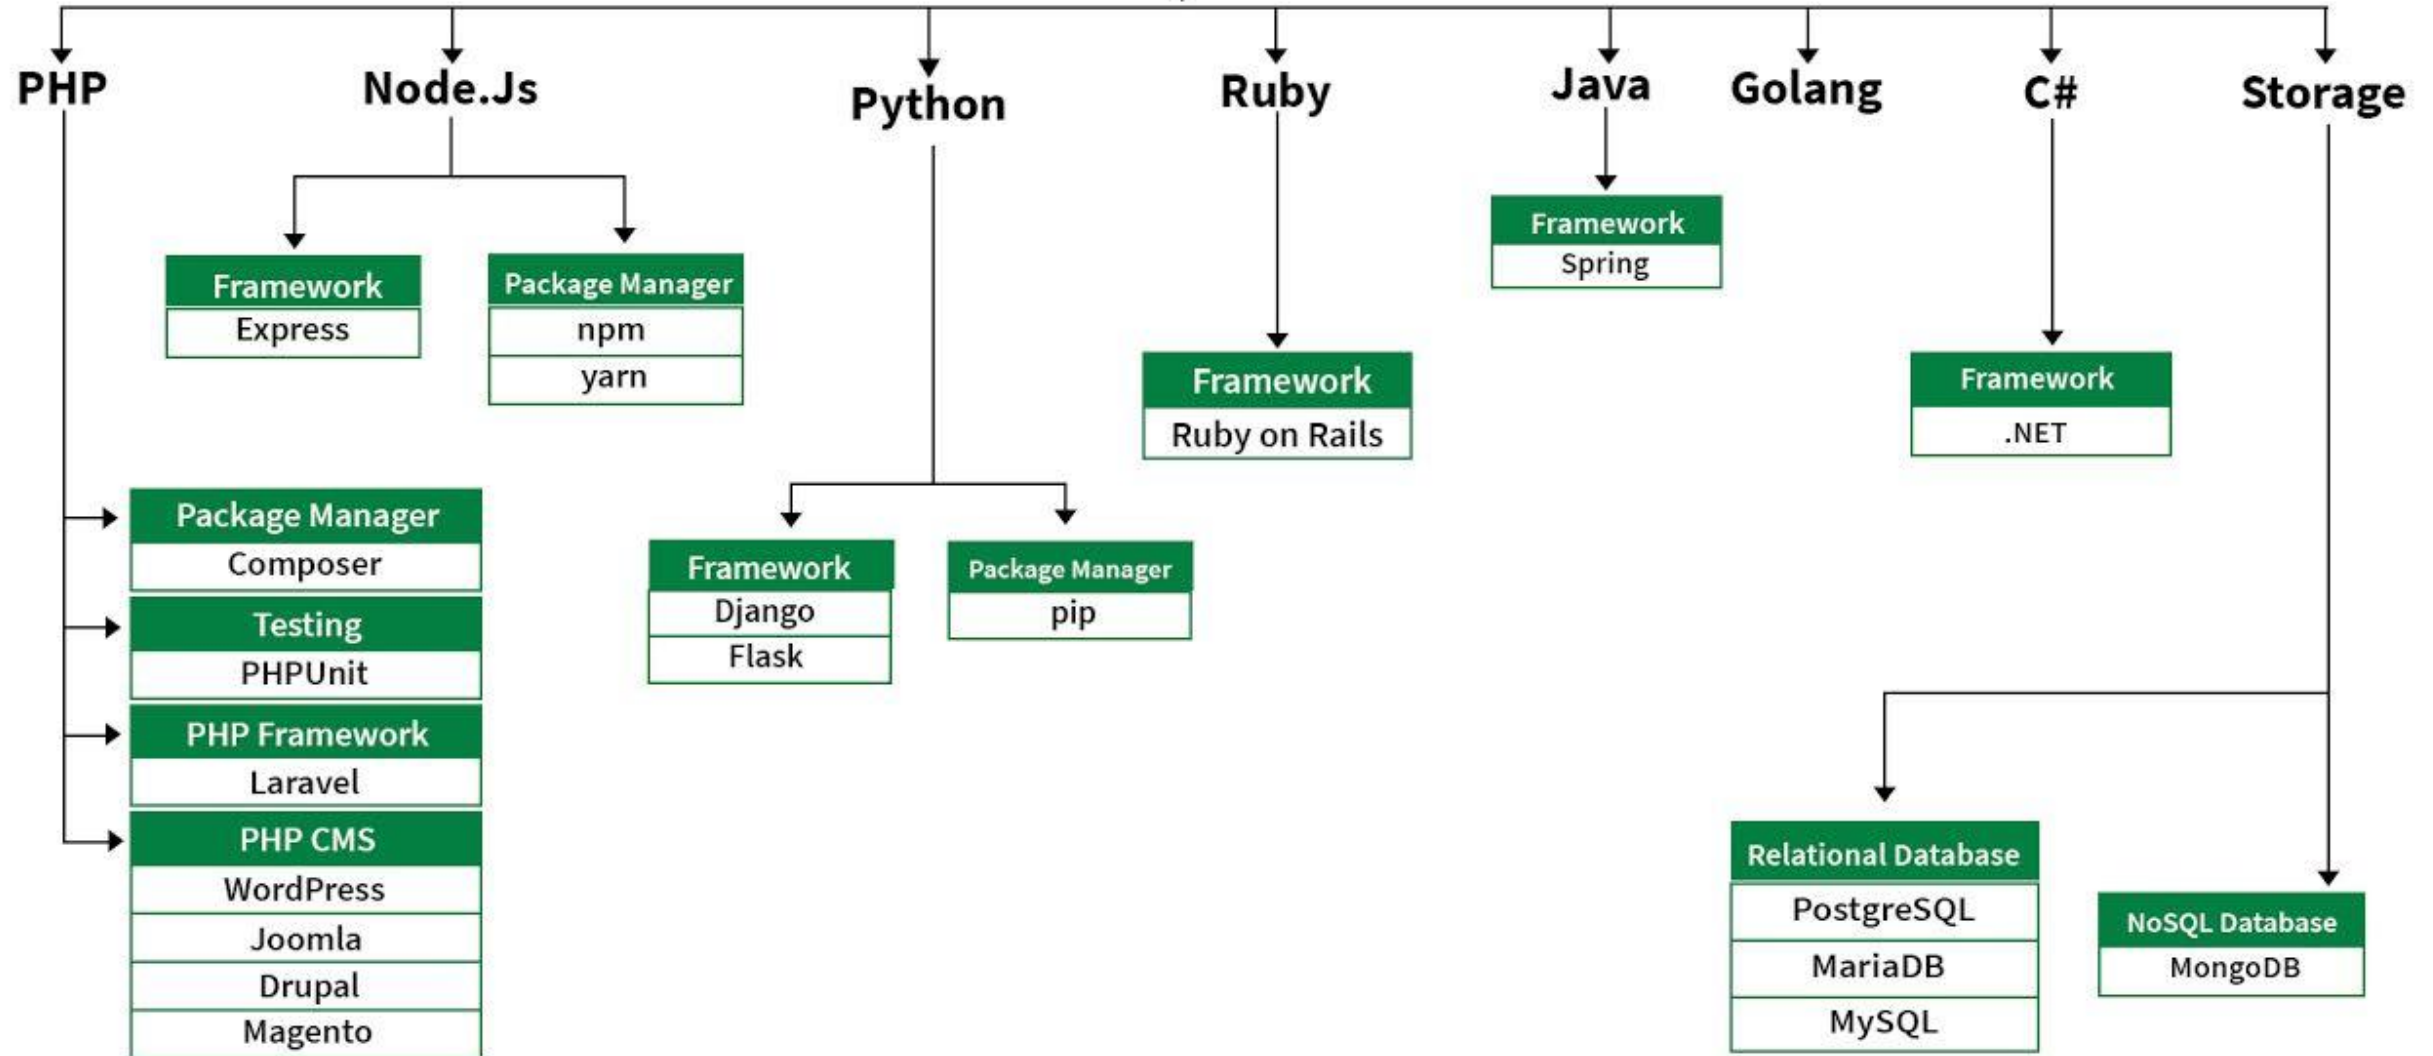 PHP
Node.Js
Python
Ruby
Java
Golang
C#
Storage
Framework
Express
Package Manager
npm
yarn
Framework
Spring
Framework
Ruby on Rails
Framework
.NET
Package Manager
Composer
Testing
PHPUnit
PHP Framework
Laravel
PHP CMS
WordPress
Joomla
Drupal
Magento
Framework
Django
Flask
Package Manager
pip
Relational Database
PostgreSQL
MariaDB
MySQL
NoSQL Database
MongoDB